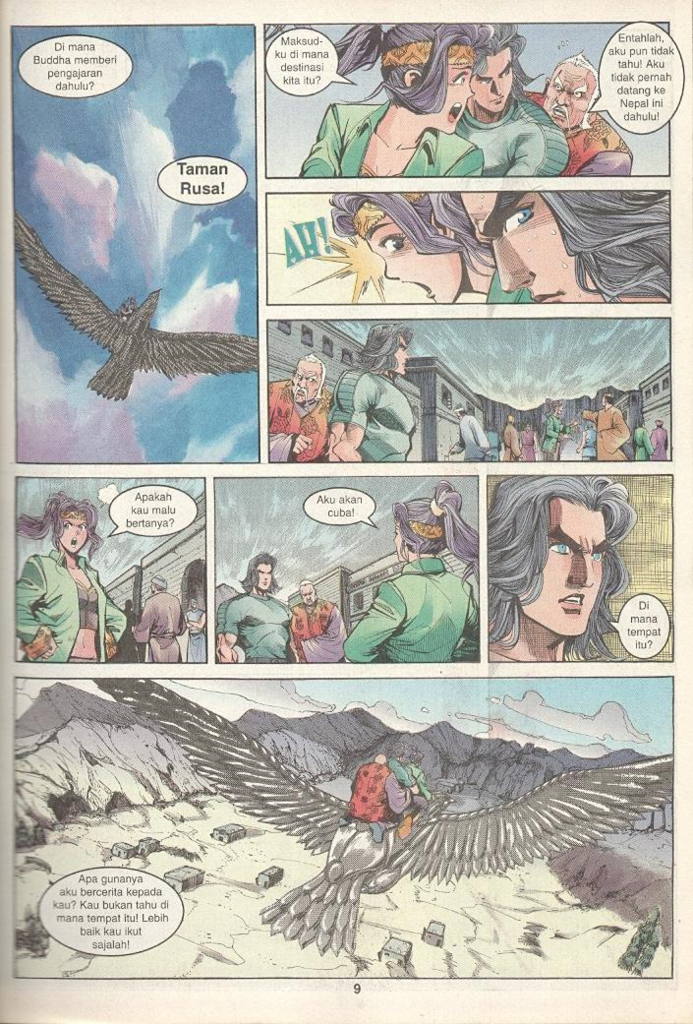 Di mana
Buddha memberi
pengajaran
dahulu?
Taman
Rusa!
Maksud-
ku di mana
destinasi
kita itu?
Entahlah,
aku pun tidak
tahu! Aku
tidak pernah
datang ke
Nepal ini
dahulu!
AH!
Apakah
kau malu
bertanya?
Aku akan
cuba!
Di
mana
tempat
itu?
Apa gunanya
aku bercerita kepada
kau? Kau bukan tahu di
mana tempat itu! Lebih
baik kau ikut
sajalah!
9